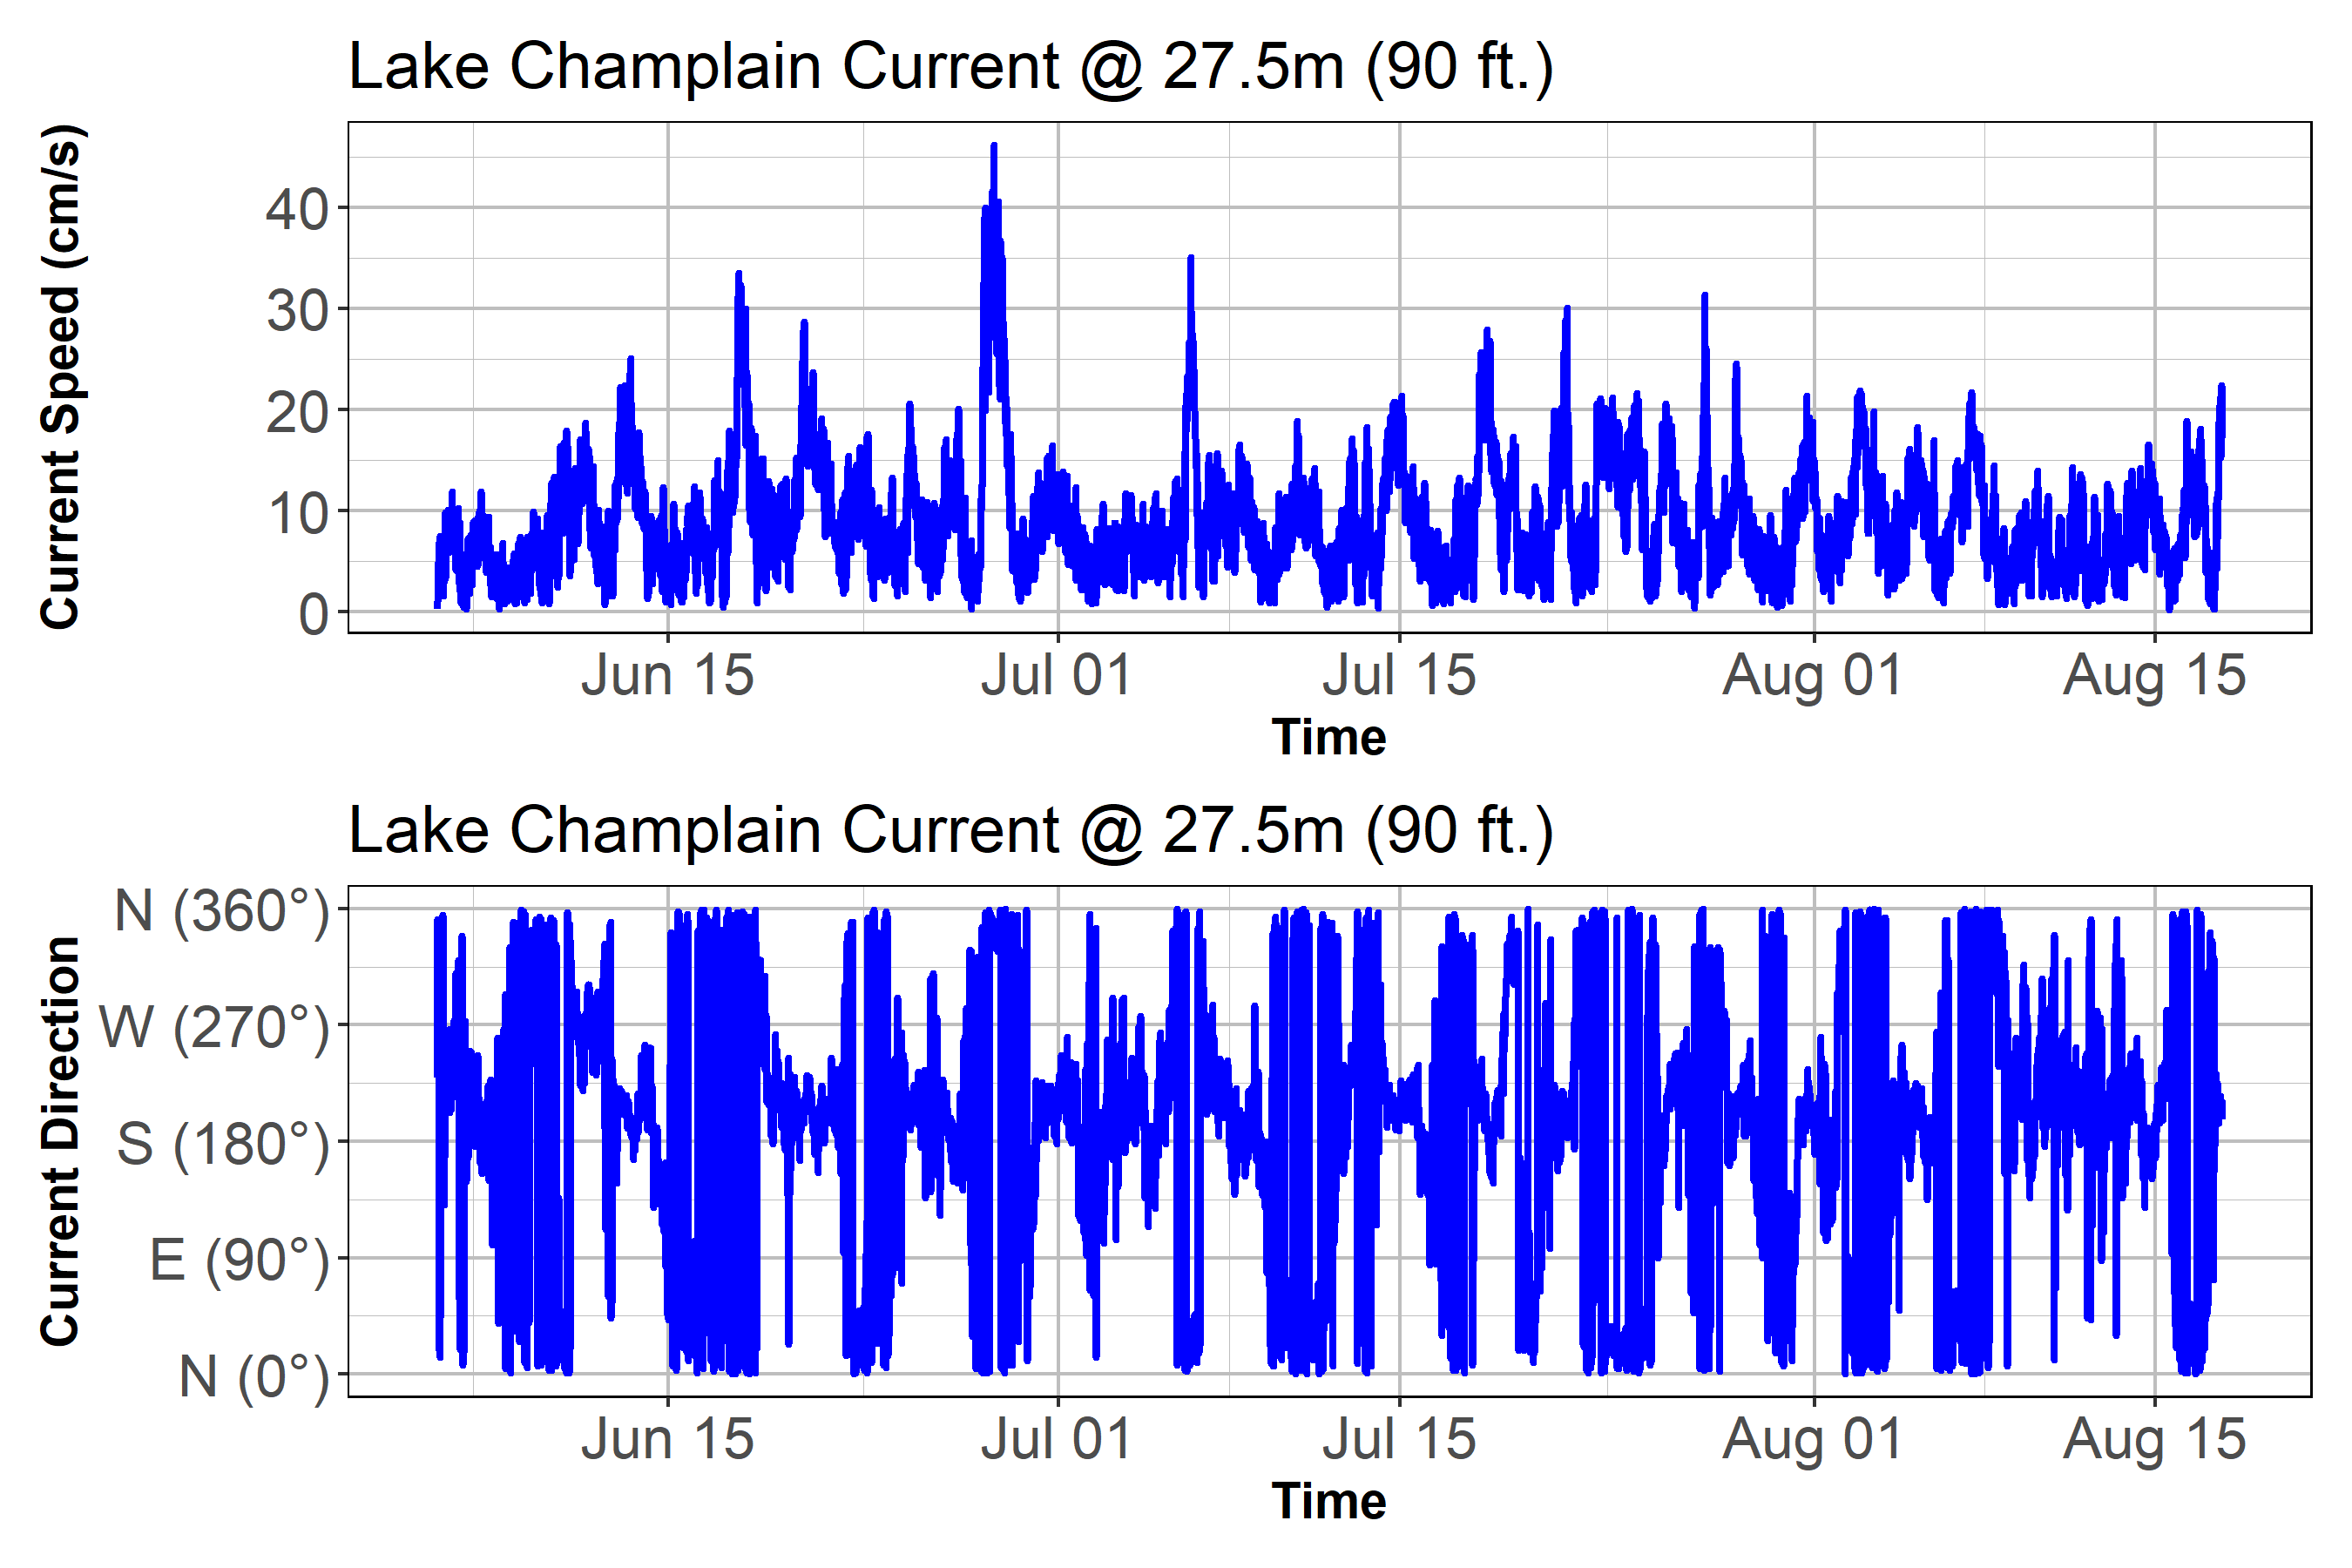 Lake Champlain Current @ 27.5m (90 ft.)
Current Speed (cm/s)
40
30
20
10
0
Jun 15 Jul 01 Jul 15 Aug 01 Aug 15
Time
Lake Champlain Current @ 27.5m (90 ft.)
Current Direction
N (360°)
W (270°)
S (180°)
E (90°)
N (0°)
Jun 15 Jul 01 Jul 15 Aug 01 Aug 15
Time